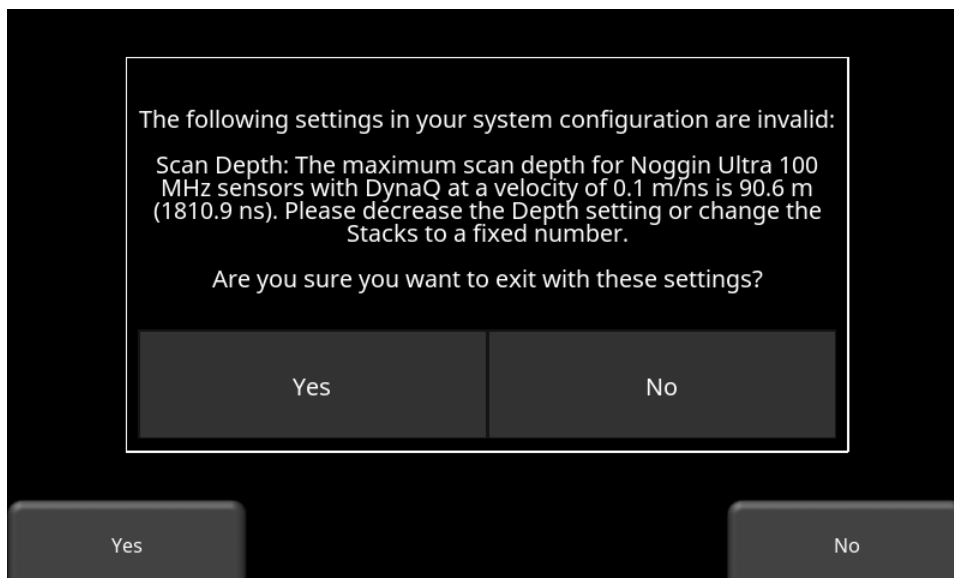 The following settings in your system configuration are invalid:
Scan Depth: The maximum scan depth for Noggin Ultra 100
MHz sensors with DynaQ at a velocity of 0.1 m/ns is 90.6 m
(1810.9 ns). Please decrease the Depth setting or change the
Stacks to a fixed number.
Are you sure you want to exit with these settings?
Yes
No
Yes
No